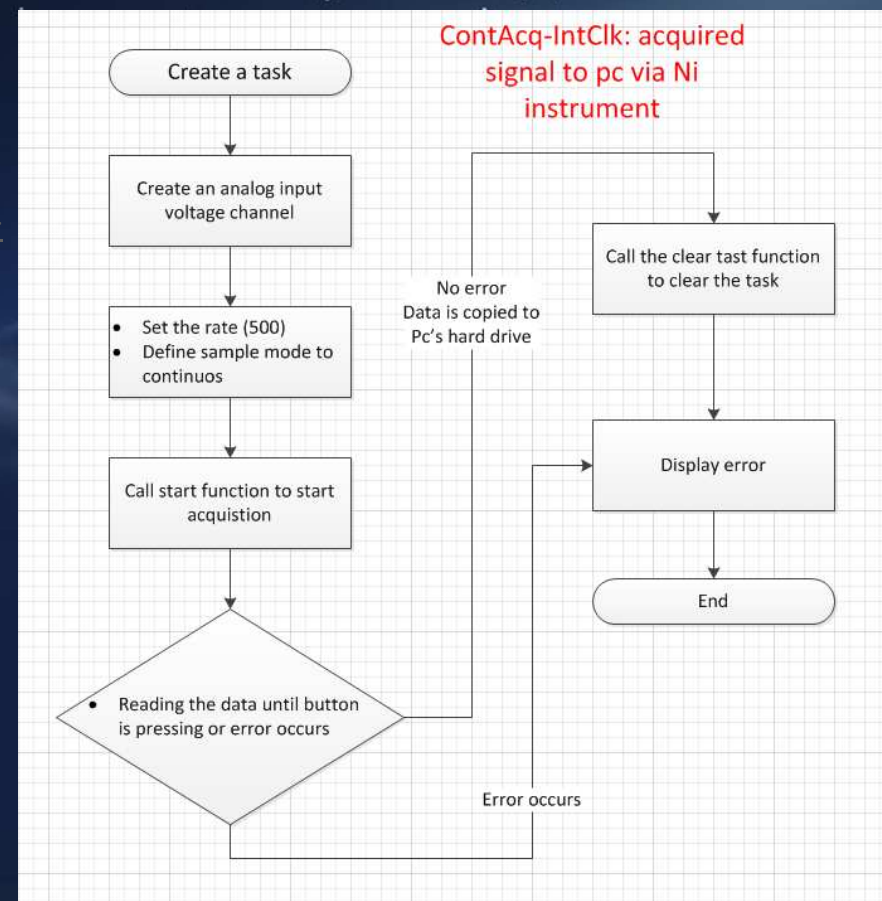 ContAcq-IntClk: acquired
signal to pc via Ni
instrument
Create a task
Create an analog input
voltage channel
• Set the rate (500)
• Define sample mode to
continuos
Call start function to start
acquistion
• Reading the data until button
is pressing or error occurs
No error
Data is copied to
Pc's hard drive
Error occurs
Call the clear tast function
to clear the task
Display error
End